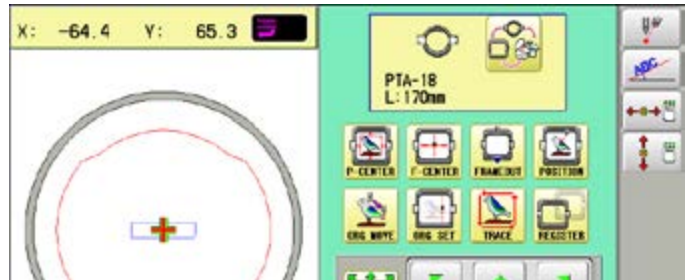 X: -64.4 Y: 65.3
PTA-18
L:170mm
P-CENTER F-CENTER FRAMEOUT POSITION
ORG MOVE ORG SET TRACE REGISTER
ABC